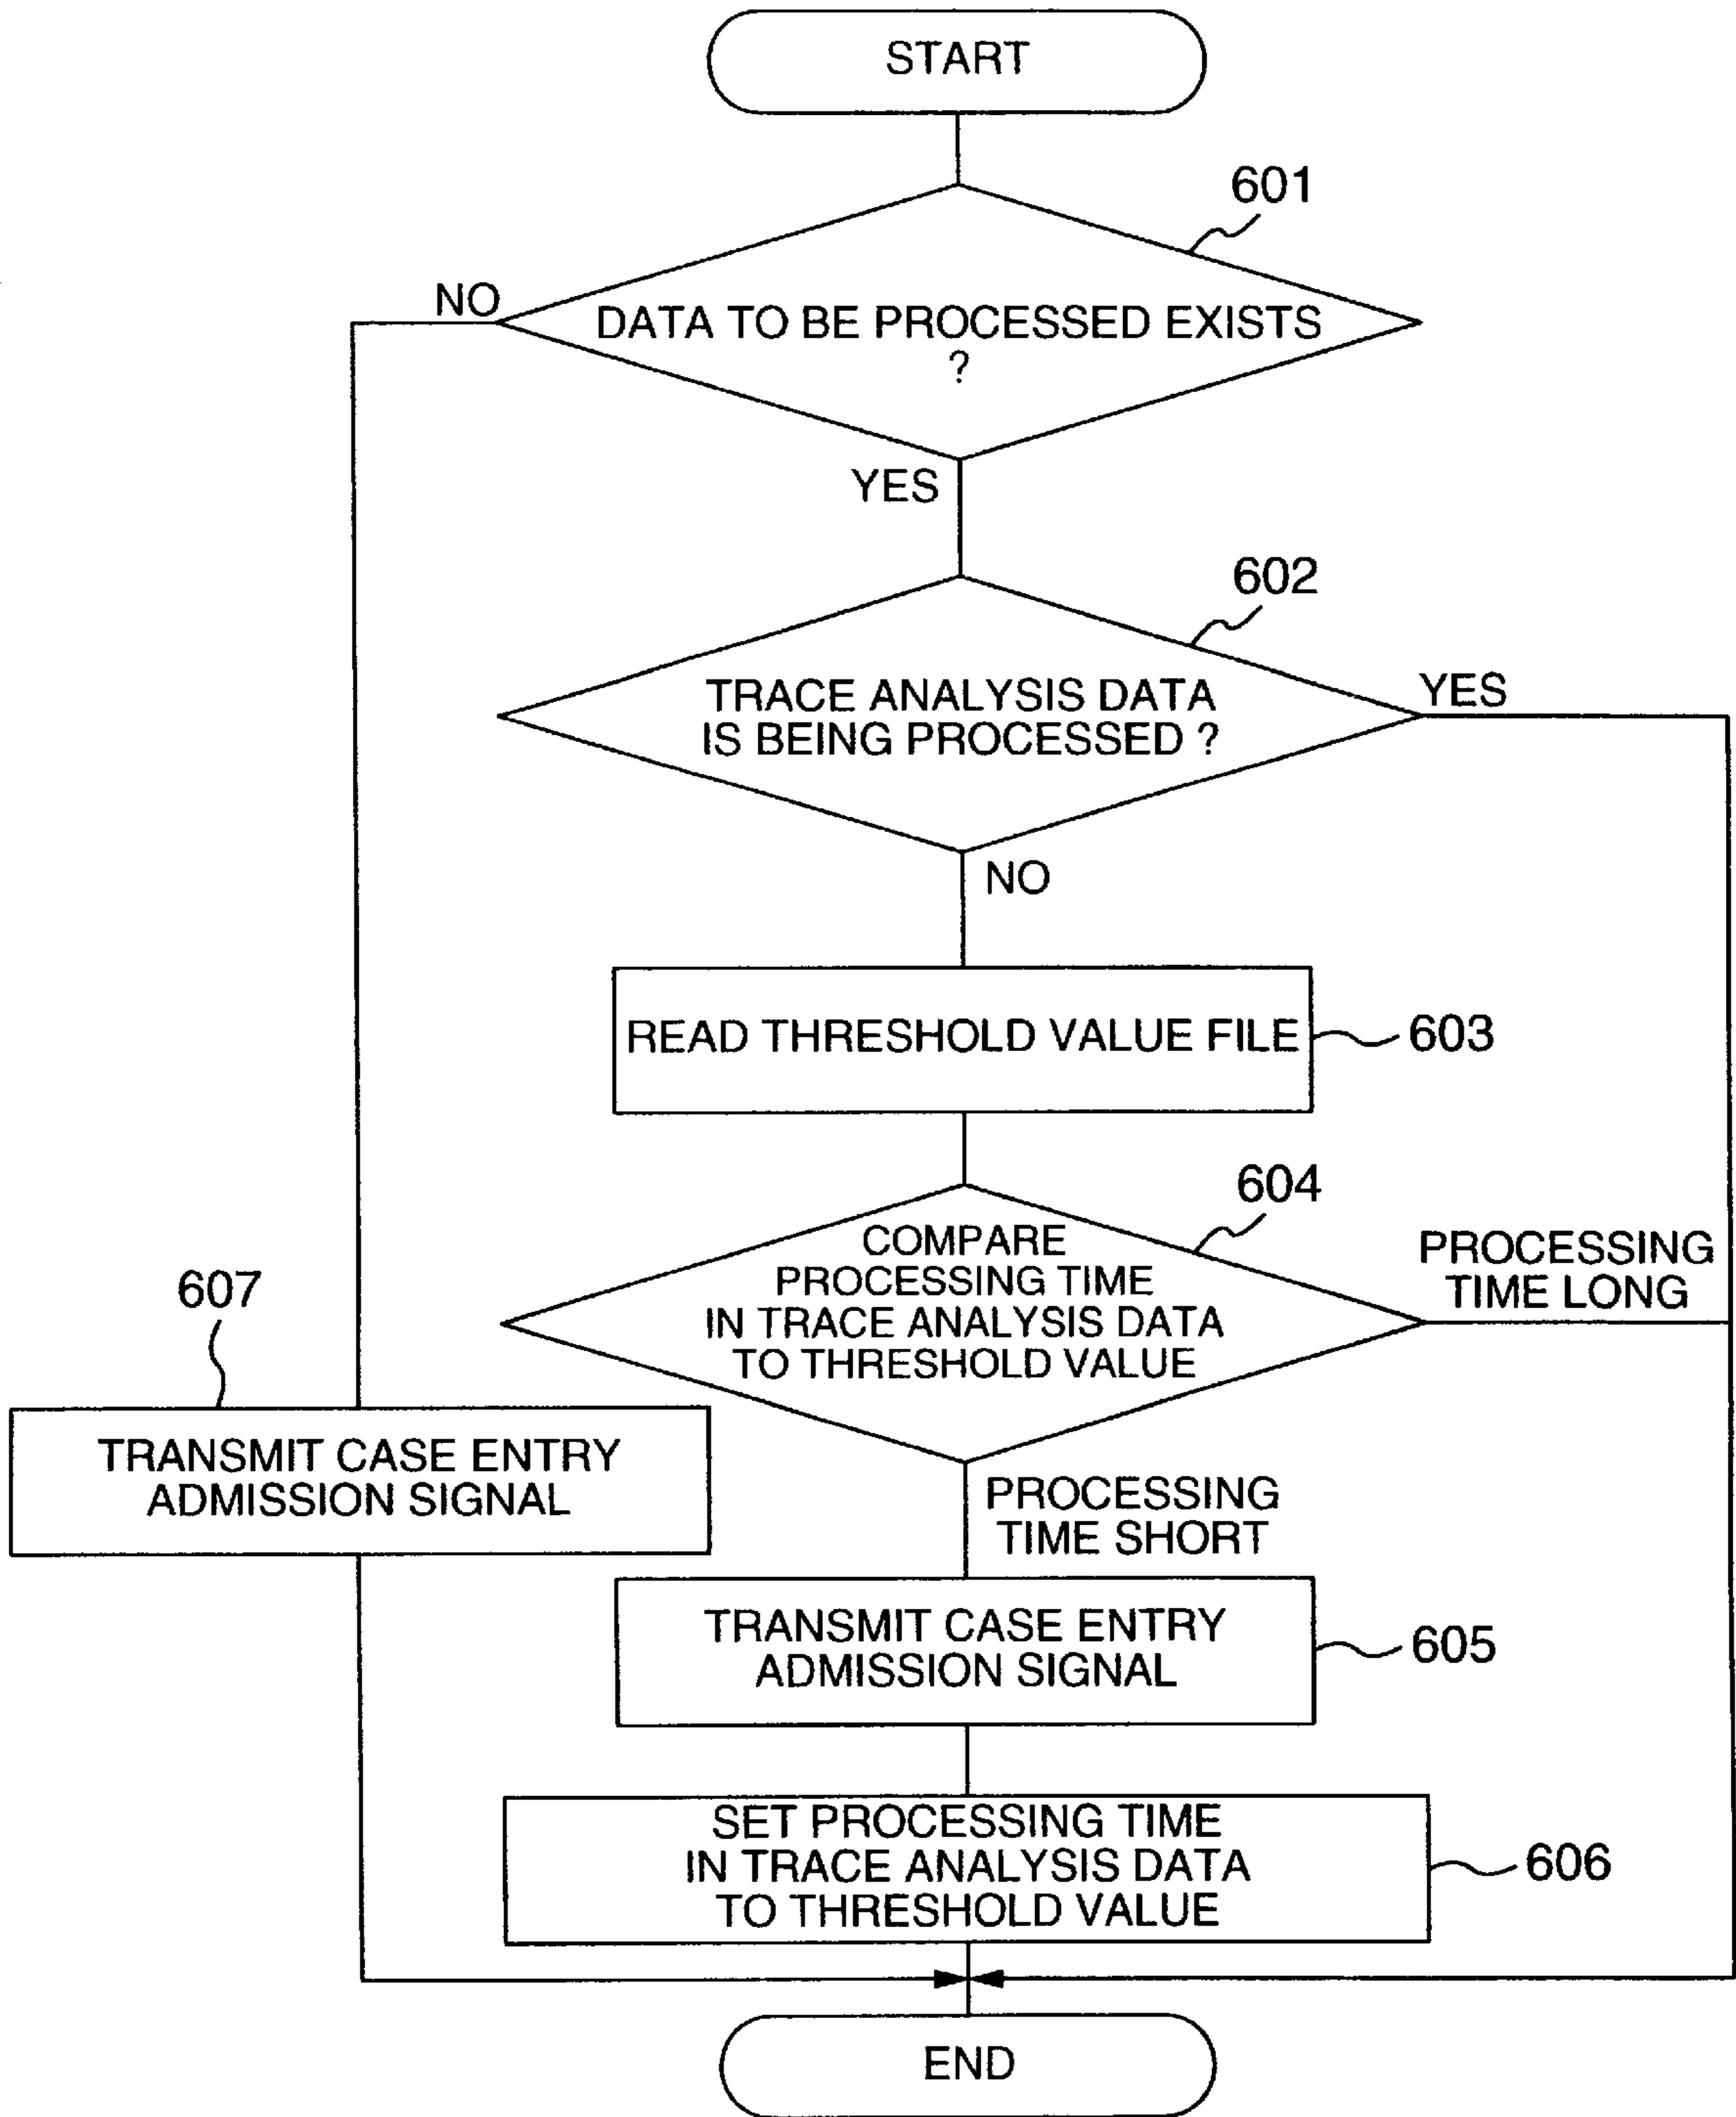 START
601
NO
DATA TO BE PROCESSED EXISTS
?
YES
602
TRACE ANALYSIS DATA
IS BEING PROCESSED ?
YES
NO
READ THRESHOLD VALUE FILE
603
604
COMPARE
PROCESSING TIME
IN TRACE ANALYSIS DATA
TO THRESHOLD VALUE
PROCESSING
TIME LONG
607
TRANSMIT CASE ENTRY
ADMISSION SIGNAL
PROCESSING
TIME SHORT
TRANSMIT CASE ENTRY
ADMISSION SIGNAL
605
SET PROCESSING TIME
IN TRACE ANALYSIS DATA
TO THRESHOLD VALUE
606
END